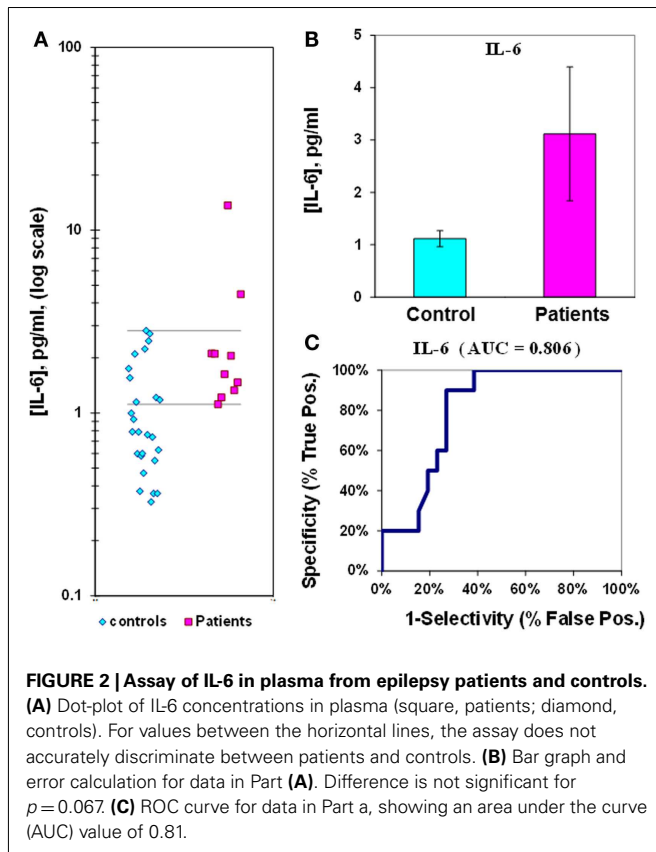 A
100
10
1
0.1
[IL-6], pg/ml, (log scale)
controls Patients
B
IL-6
5
4
3
2
1
0
[IL-6], pg/ml
Control Patients
C
IL-6 ( AUC = 0.806)
100%
80%
60%
40%
20%
0%
Specificity (% True Pos.)
0% 20% 40% 60% 80% 100%
1-Selectivity (% False Pos.)
FIGURE 2 | Assay of IL-6 in plasma from epilepsy patients and controls.
(A) Dot-plot of IL-6 concentrations in plasma (square, patients; diamond,
controls). For values between the horizontal lines, the assay does not
accurately discriminate between patients and controls. (B) Bar graph and
error calculation for data in Part (A). Difference is not significant for
p = 0.067. (C) ROC curve for data in Part a, showing an area under the curve
(AUC) value of 0.81.